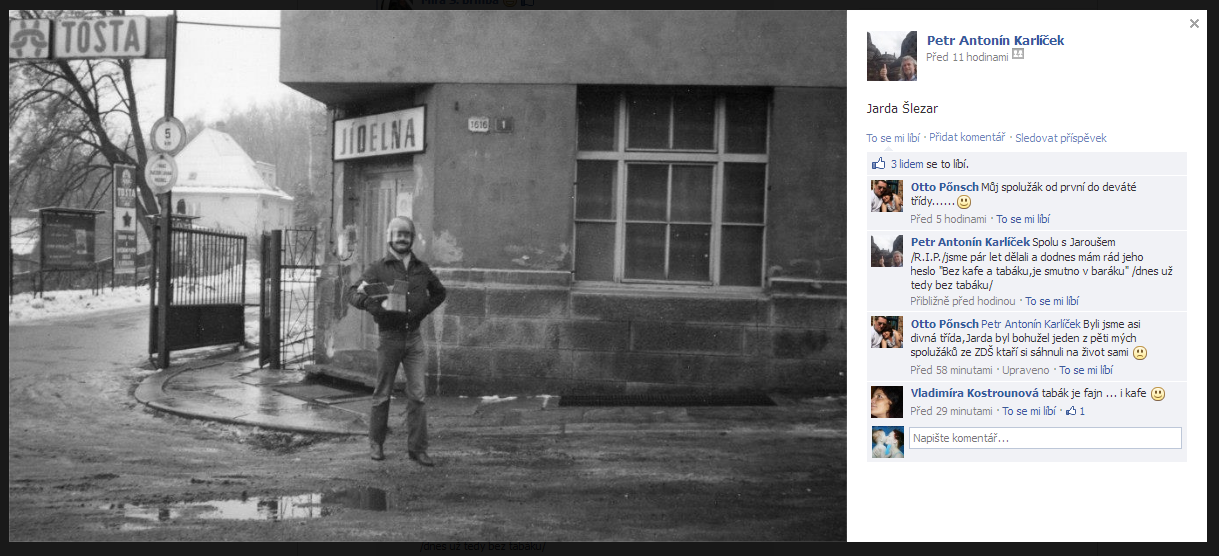 TOSTA
5
JÍDELNA
1616
1
TOSTA
Petr Antonín Karlíček
Před 11 hodinami
Jarda Šlezar
To se mi líbí · Přidat komentář · Sledovat příspěvek
3 lidem se to líbí.
Otto Pőnsch Můj spolužák od první do deváté
třídy......
Před 5 hodinami · To se mi líbí
Petr Antonín Karlíček Spolu s Jaroušem
/R.I.P./jsme pár let dělali a dodnes mám rád jeho
heslo "Bez kafe a tabáku,je smutno v baráku" /dnes už
tedy bez tabáku/
Přibližně před hodinou · To se mi líbí
Otto Pőnsch Petr Antonín Karlíček Byli jsme asi
divná třída,Jarda byl bohužel jeden z pěti mých
spolužáků ze ZDŠ ktaří si sáhnuli na život sami
Před 58 minutami · Upraveno · To se mi líbí
Vladimíra Kostrounová tabák je fajn ... i kafe
Před 29 minutami · To se mi líbí · 1
Napište komentář...
/dnes už tedy bez tabáku/